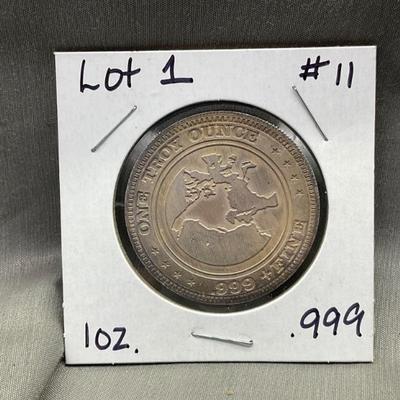 Lot 1 #11
ONE TROY OUNCE
.999 + FINE
1oz. .999